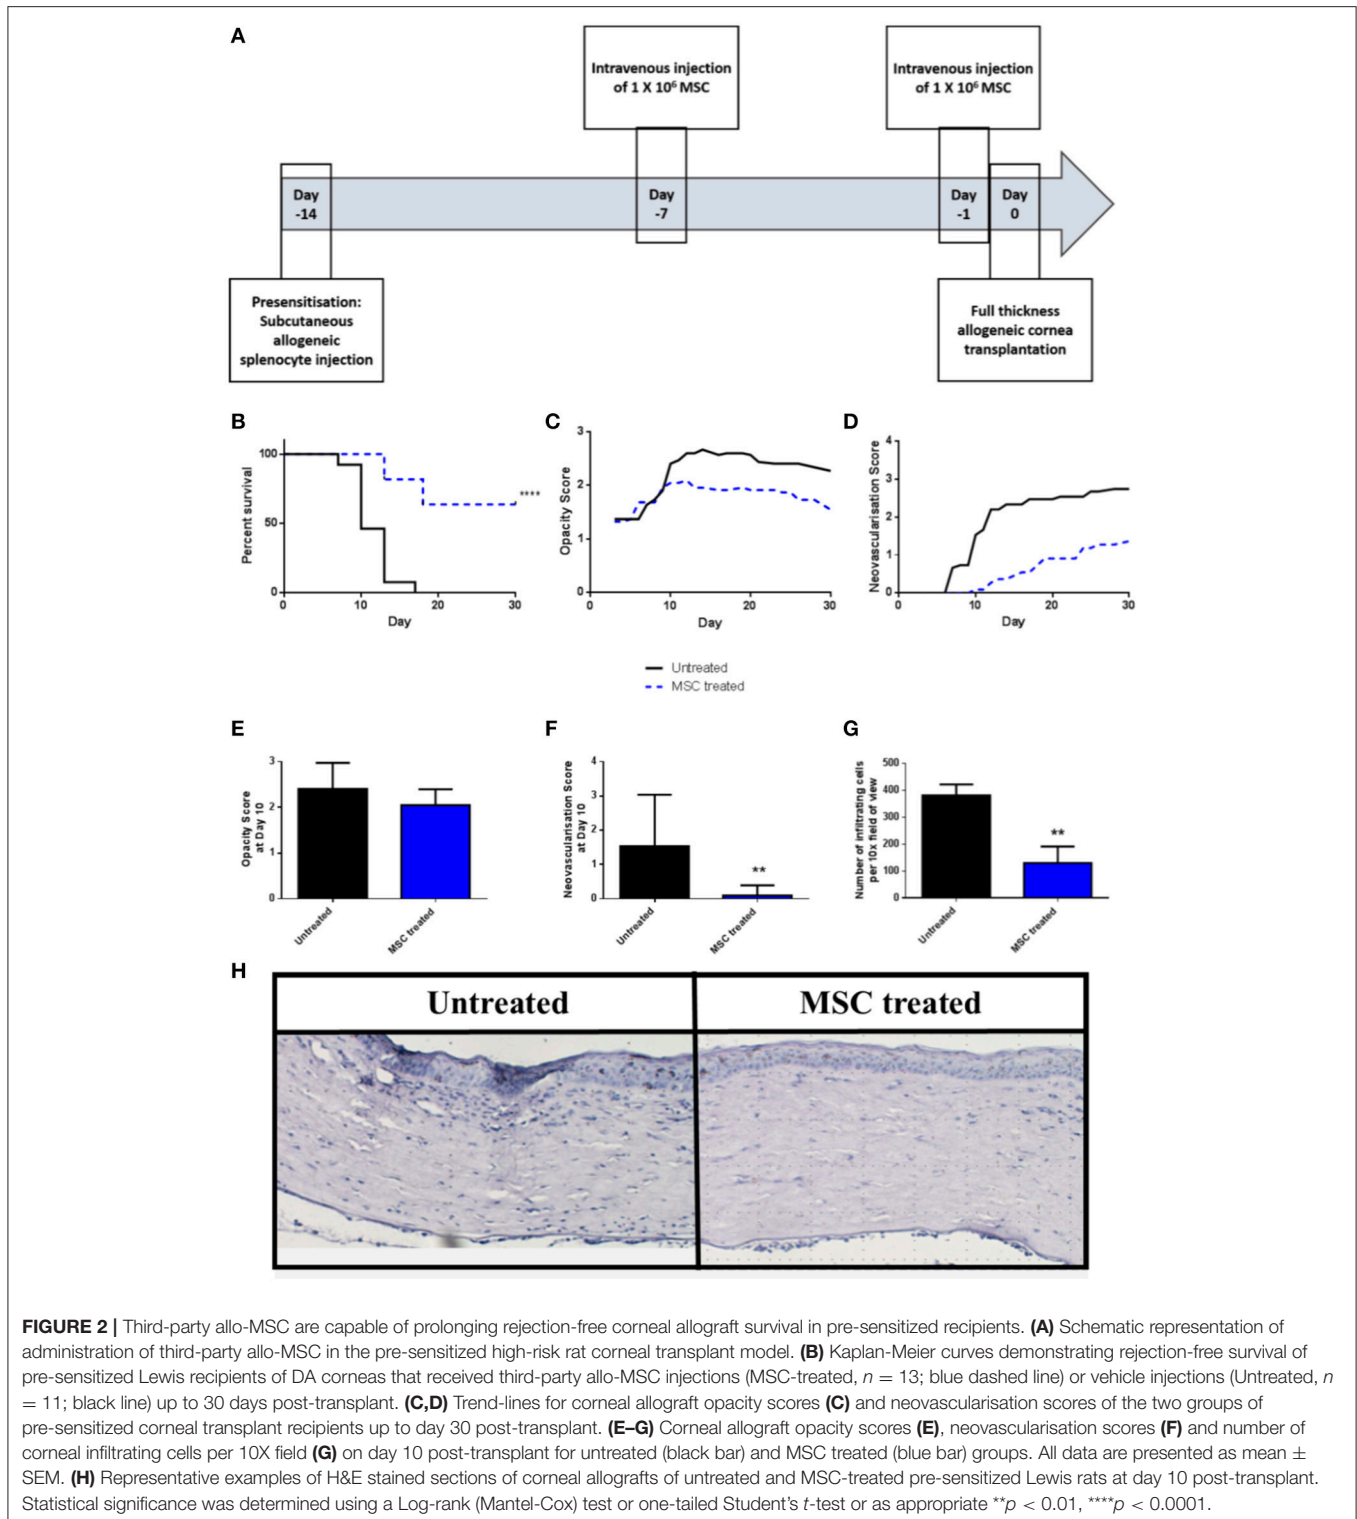 A
Intravenous injection
of 1 X 10⁶ MSC
Intravenous injection
of 1 X 10⁶ MSC
Day
-14
Day
-7
Day
-1
Day
0
Presensitisation:
Subcutaneous
allogeneic
splenocyte injection
Full thickness
allogeneic cornea
transplantation
B
Percent survival
100
50
0
0
10
20
30
Day
****
C
Opacity Score
3
2
1
0
0
10
20
30
Day
D
Neovascularisation Score
4
3
2
1
0
0
10
20
30
Day
Untreated
MSC treated
E
Opacity Score
at Day 10
3
2
1
0
Untreated
MSC treated
F
Neovascularisation Score
at Day 10
4
3
2
1
0
**
Untreated
MSC treated
G
Number of infiltrating cells
per 10x field of view
500
400
300
200
100
0
**
Untreated
MSC treated
H
Untreated
MSC treated
FIGURE 2 | Third-party allo-MSC are capable of prolonging rejection-free corneal allograft survival in pre-sensitized recipients. (A) Schematic representation of
administration of third-party allo-MSC in the pre-sensitized high-risk rat corneal transplant model. (B) Kaplan-Meier curves demonstrating rejection-free survival of
pre-sensitized Lewis recipients of DA corneas that received third-party allo-MSC injections (MSC-treated, n = 13; blue dashed line) or vehicle injections (Untreated, n
= 11; black line) up to 30 days post-transplant. (C,D) Trend-lines for corneal allograft opacity scores (C) and neovascularisation scores of the two groups of
pre-sensitized corneal transplant recipients up to day 30 post-transplant. (E–G) Corneal allograft opacity scores (E), neovascularisation scores (F) and number of
corneal infiltrating cells per 10X field (G) on day 10 post-transplant for untreated (black bar) and MSC treated (blue bar) groups. All data are presented as mean ±
SEM. (H) Representative examples of H&E stained sections of corneal allografts of untreated and MSC-treated pre-sensitized Lewis rats at day 10 post-transplant.
Statistical significance was determined using a Log-rank (Mantel-Cox) test or one-tailed Student's t-test or as appropriate **p < 0.01, ****p < 0.0001.